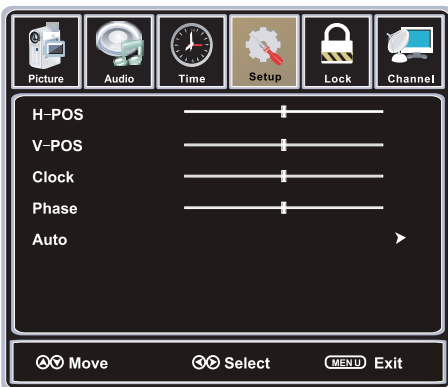 Picture Audio Time Setup Lock Channel
H-POS
V-POS
Clock
Phase
Auto
Move Select MENU Exit